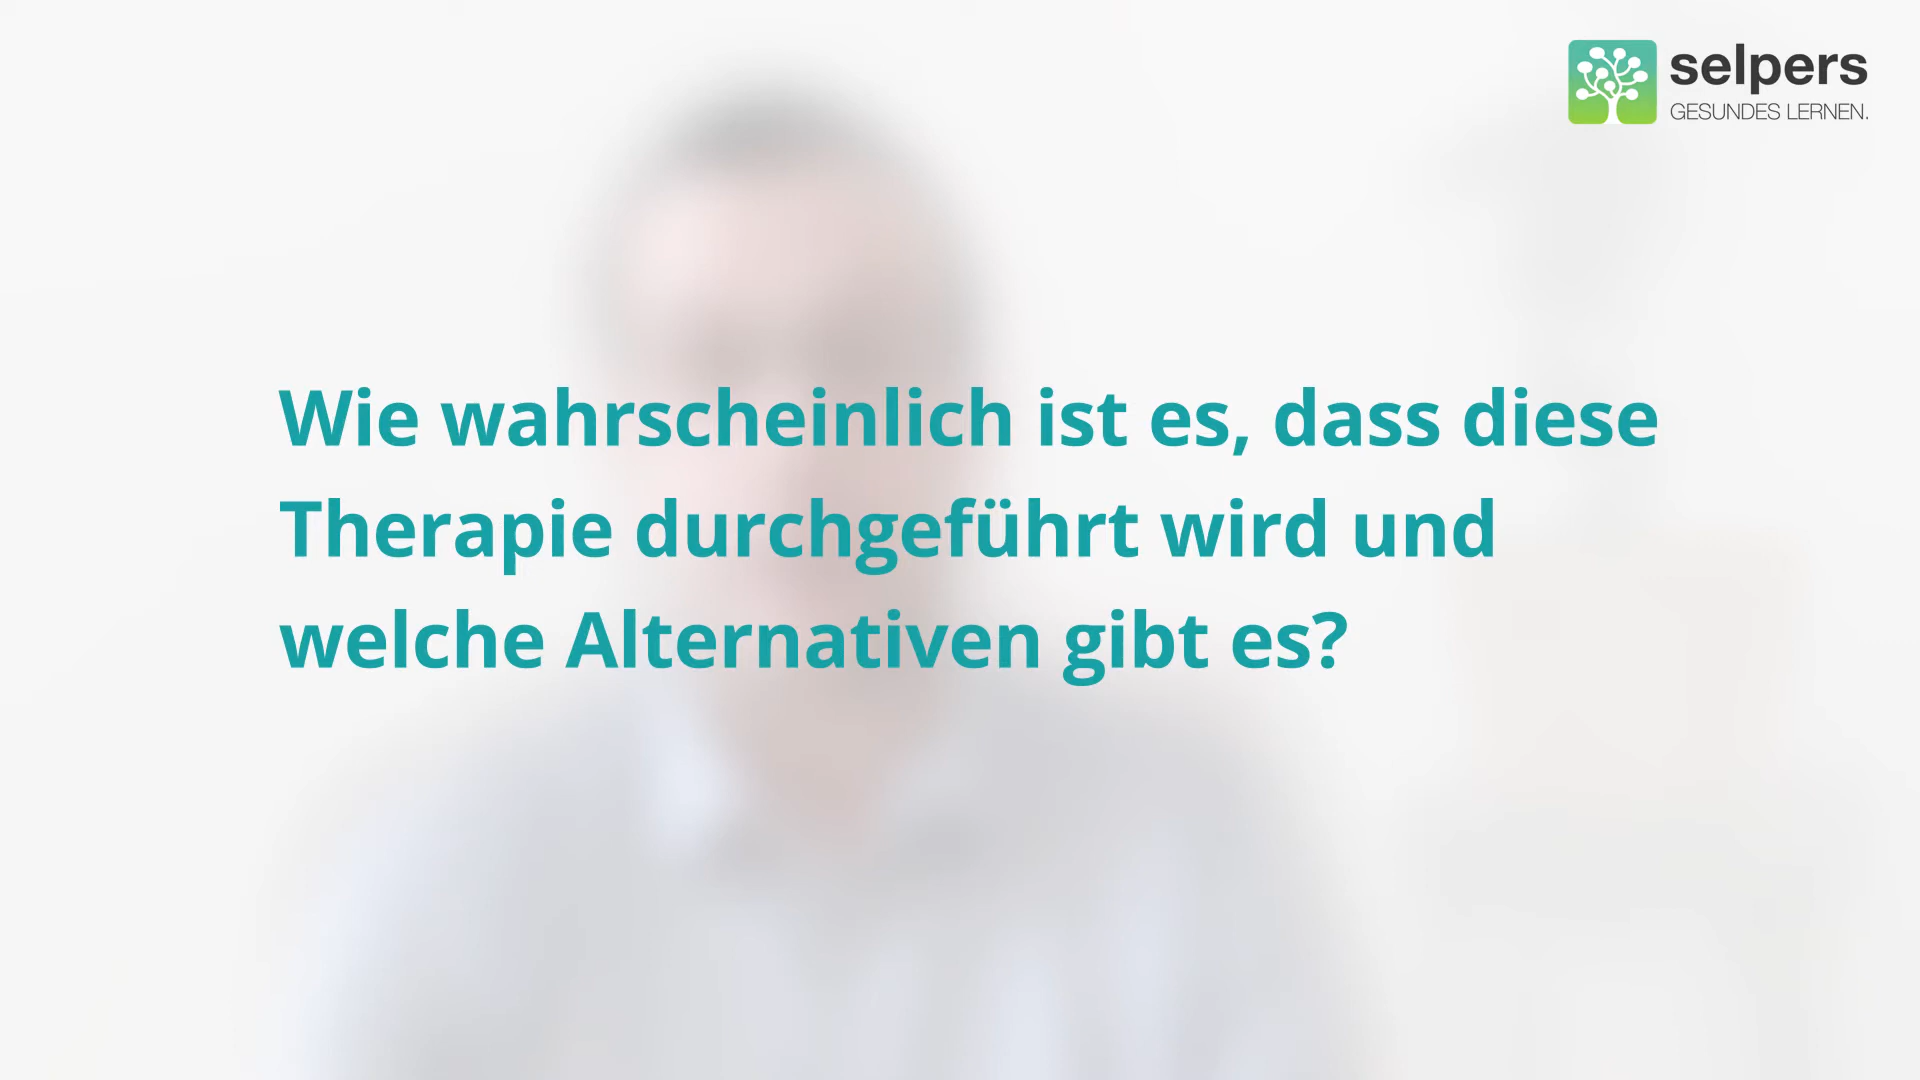 selpers
GESUNDES LERNEN.
Wie wahrscheinlich ist es, dass diese
Therapie durchgeführt wird und
welche Alternativen gibt es?